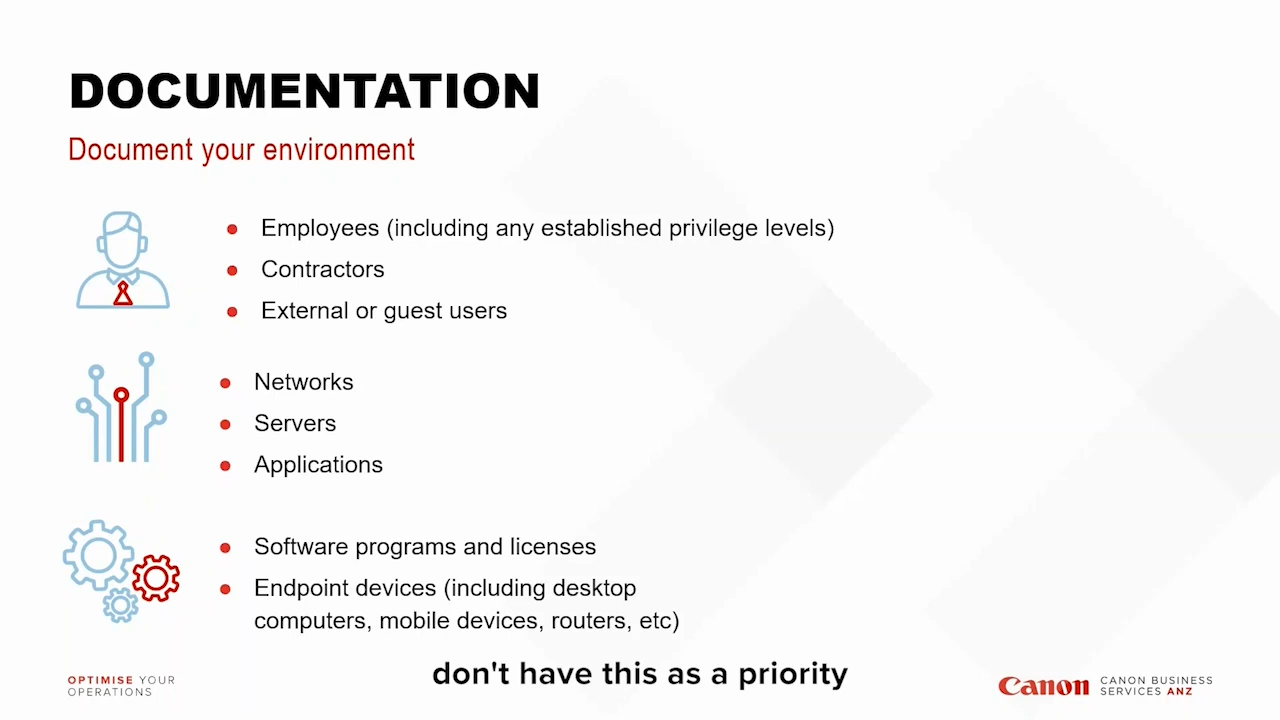 DOCUMENTATION
Document your environment
Employees (including any established privilege levels)
Contractors
External or guest users
Networks
Servers
Applications
Software programs and licenses
Endpoint devices (including desktop
computers, mobile devices, routers, etc)
don't have this as a priority
OPTIMISE YOUR
OPERATIONS
Canon
CANON BUSINESS
SERVICES ANZ